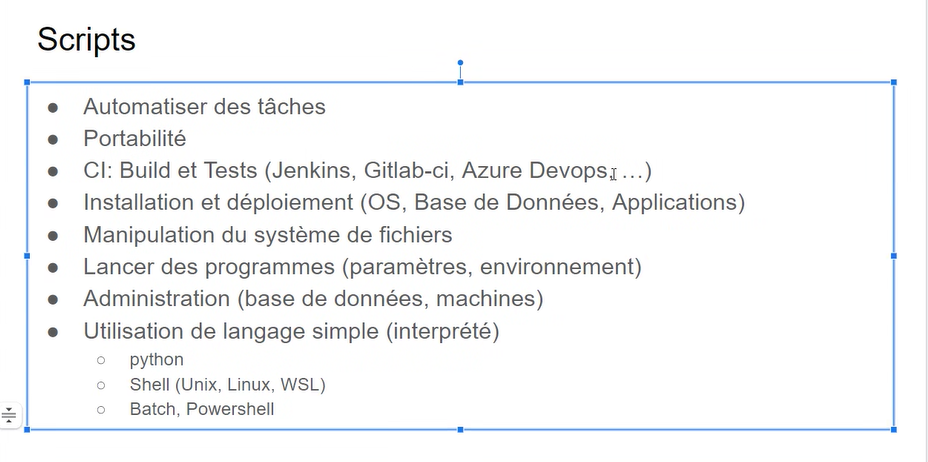 Scripts
● Automatiser des tâches
● Portabilité
● CI: Build et Tests (Jenkins, Gitlab-ci, Azure Devops, …)
● Installation et déploiement (OS, Base de Données, Applications)
● Manipulation du système de fichiers
● Lancer des programmes (paramètres, environnement)
● Administration (base de données, machines)
● Utilisation de langage simple (interprété)
○ python
○ Shell (Unix, Linux, WSL)
○ Batch, Powershell